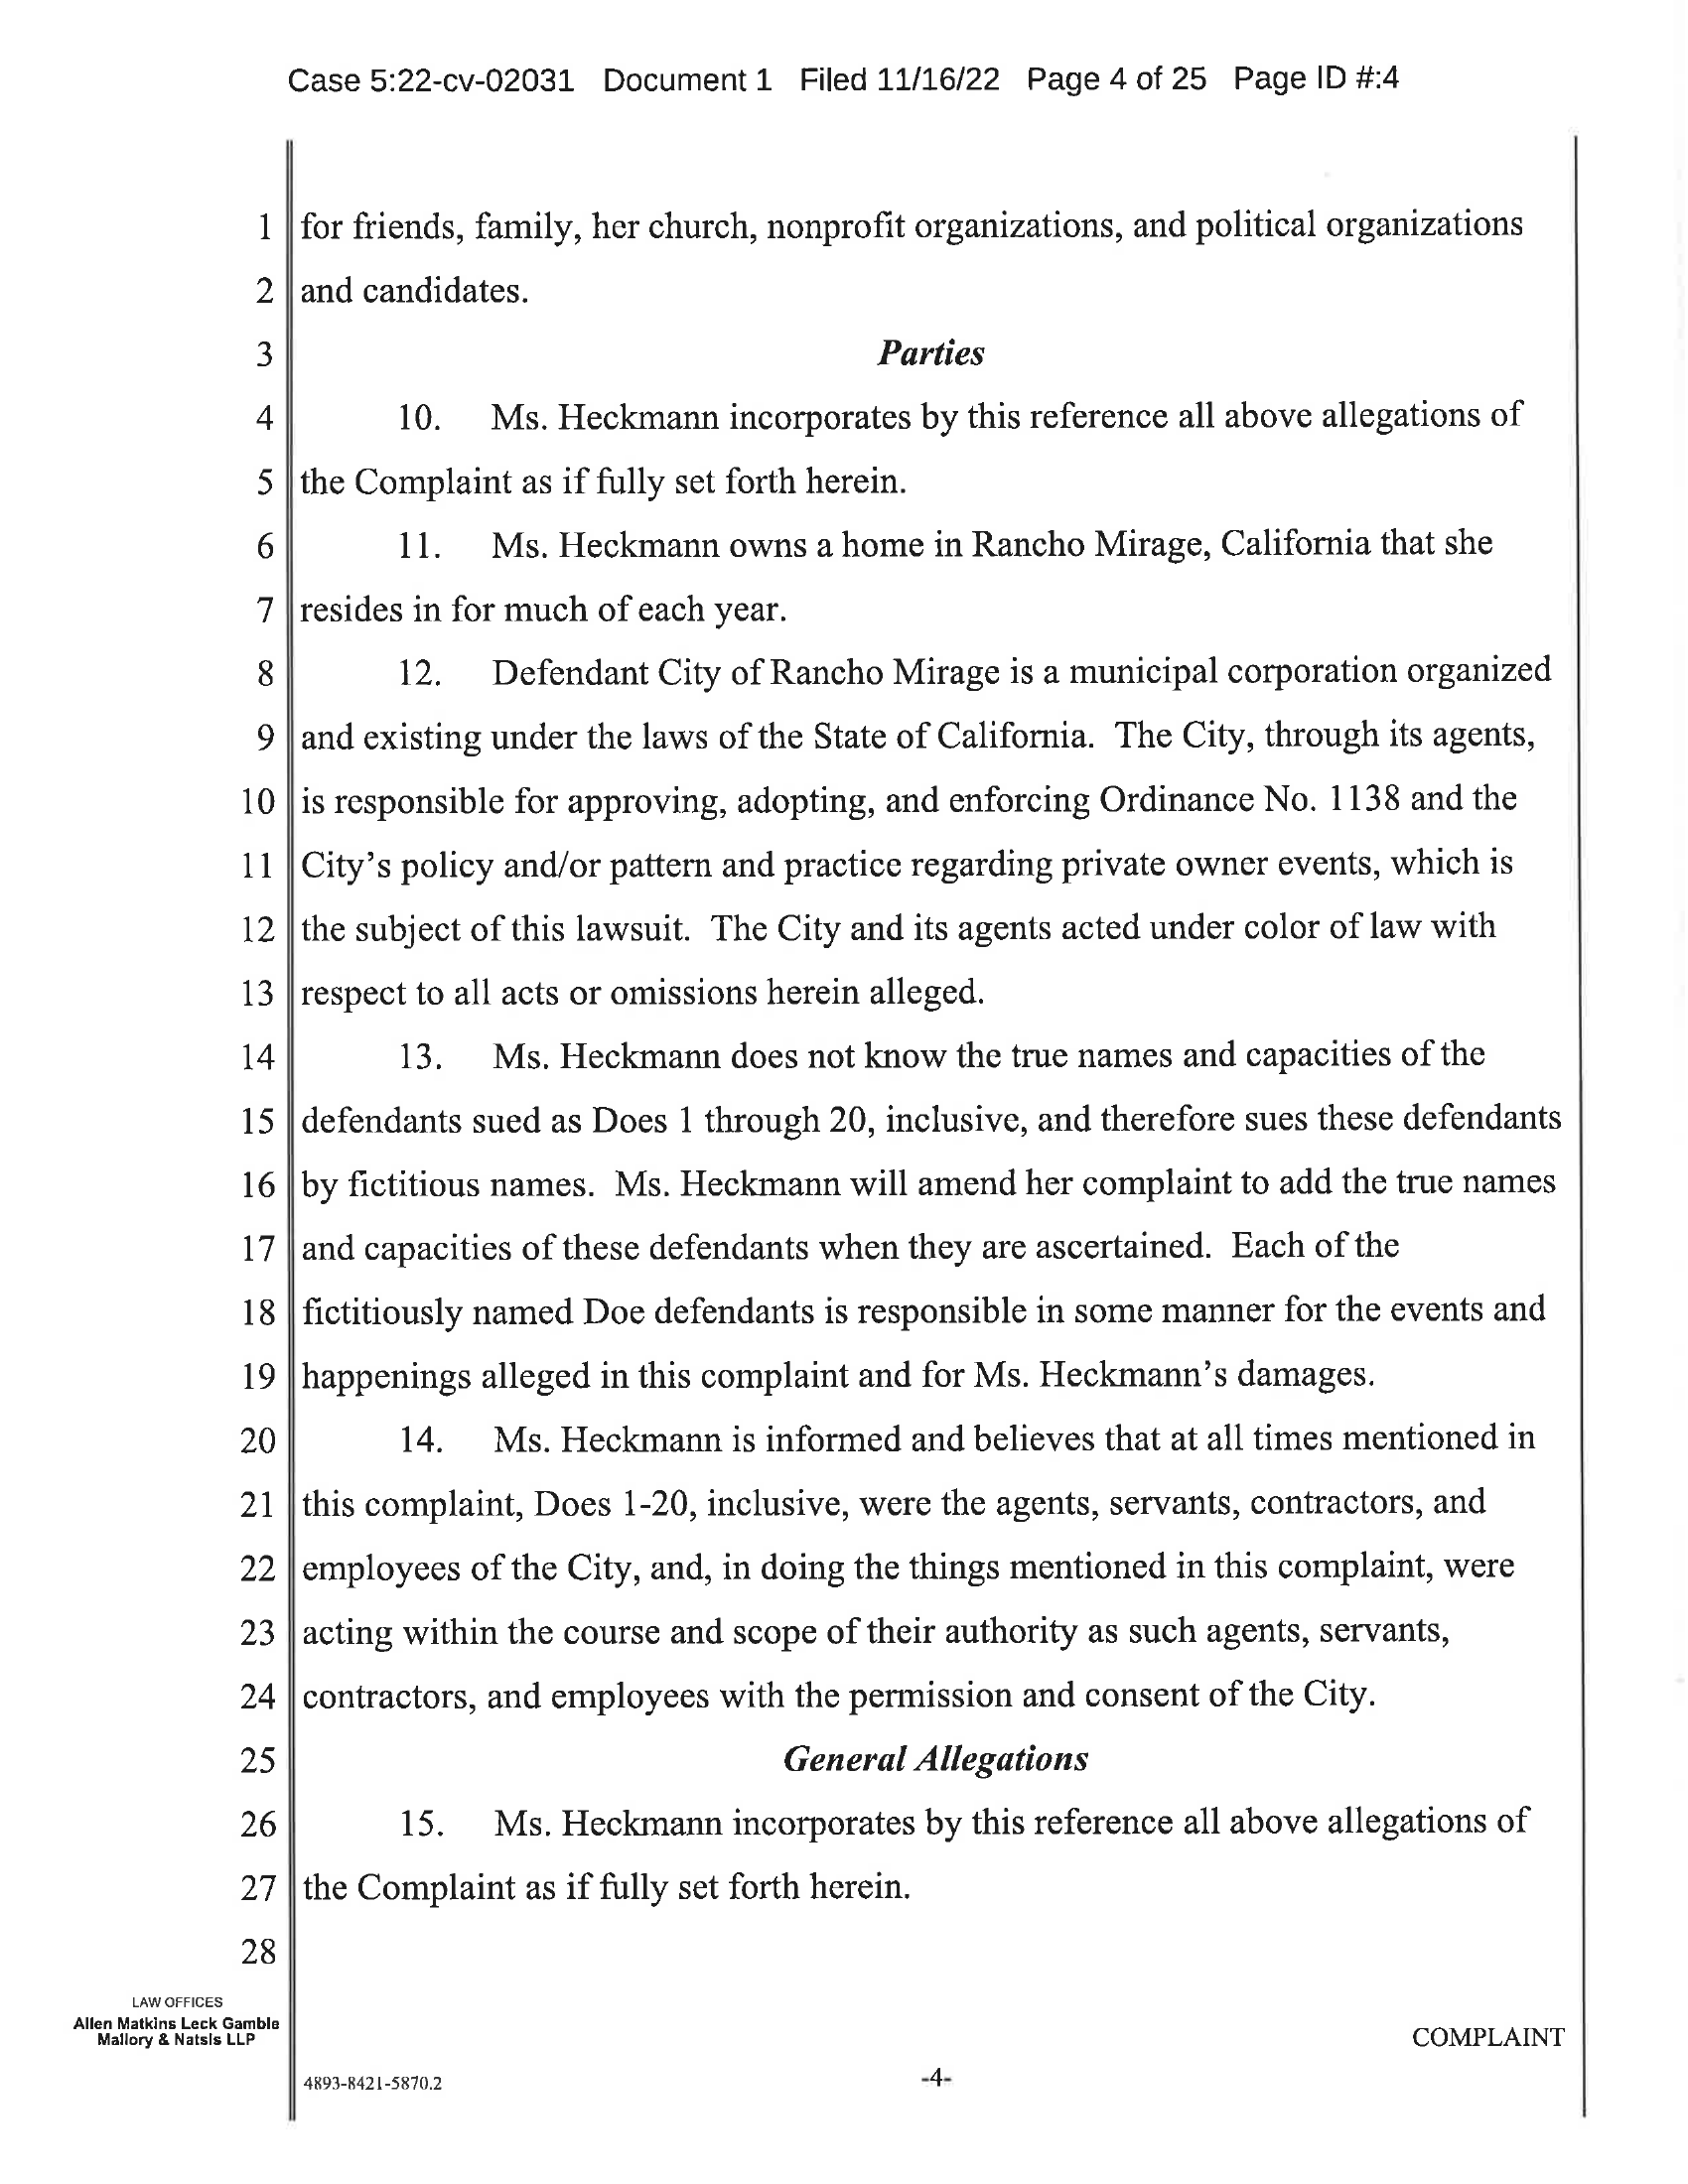 Case 5:22-cv-02031 Document 1 Filed 11/16/22 Page 4 of 25 Page ID #:4
1 for friends, family, her church, nonprofit organizations, and political organizations
2 and candidates.
3 Parties
4 10. Ms. Heckmann incorporates by this reference all above allegations of
5 the Complaint as if fully set forth herein.
6 11. Ms. Heckmann owns a home in Rancho Mirage, California that she
7 resides in for much of each year.
8 12. Defendant City of Rancho Mirage is a municipal corporation organized
9 and existing under the laws of the State of California. The City, through its agents,
10 is responsible for approving, adopting, and enforcing Ordinance No. 1138 and the
11 City's policy and/or pattern and practice regarding private owner events, which is
12 the subject of this lawsuit. The City and its agents acted under color of law with
13 respect to all acts or omissions herein alleged.
14 13. Ms. Heckmann does not know the true names and capacities of the
15 defendants sued as Does 1 through 20, inclusive, and therefore sues these defendants
16 by fictitious names. Ms. Heckmann will amend her complaint to add the true names
17 and capacities of these defendants when they are ascertained. Each of the
18 fictitiously named Doe defendants is responsible in some manner for the events and
19 happenings alleged in this complaint and for Ms. Heckmann's damages.
20 14. Ms. Heckmann is informed and believes that at all times mentioned in
21 this complaint, Does 1-20, inclusive, were the agents, servants, contractors, and
22 employees of the City, and, in doing the things mentioned in this complaint, were
23 acting within the course and scope of their authority as such agents, servants,
24 contractors, and employees with the permission and consent of the City.
25 General Allegations
26 15. Ms. Heckmann incorporates by this reference all above allegations of
27 the Complaint as if fully set forth herein.
28
LAW OFFICES
Allen Matkins Leck Gamble
Mallory & Natsis LLP
COMPLAINT
4893-8421-5870.2
-4-